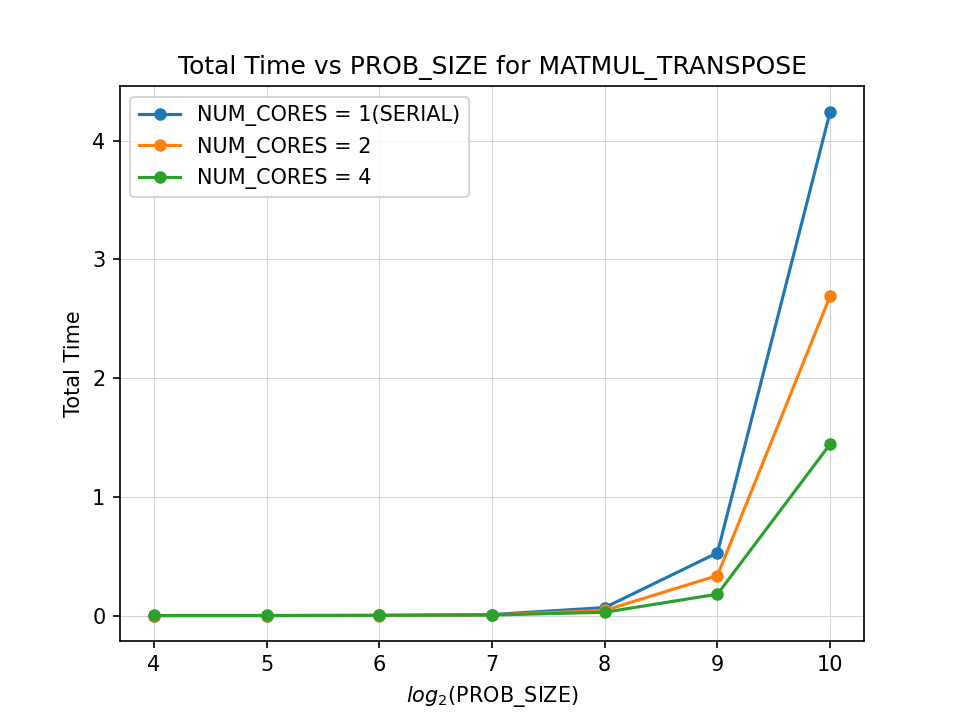 Total Time vs PROB_SIZE for MATMUL_TRANSPOSE
NUM_CORES = 1(SERIAL)
NUM_CORES = 2
NUM_CORES = 4
Total Time
4
3
2
1
0
4 5 6 7 8 9 10
log₂(PROB_SIZE)